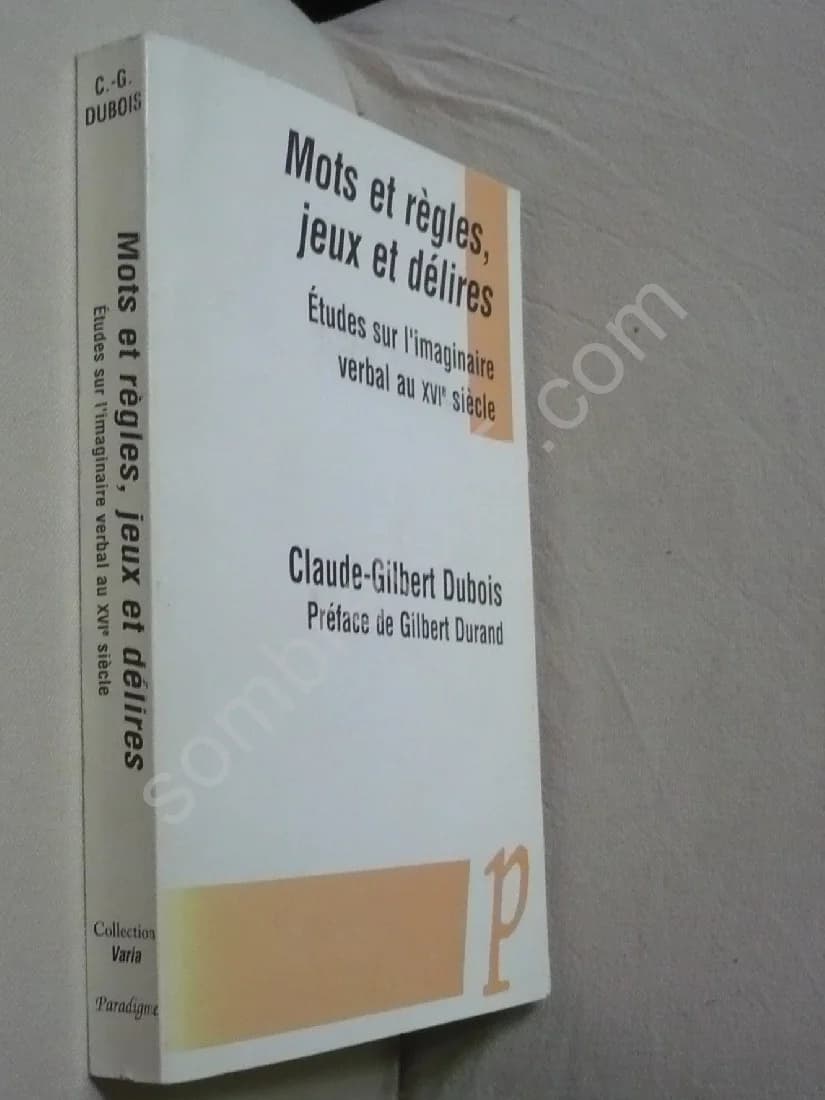 C.-G.
DUBOIS
Mots et règles, jeux et délires
Études sur l'imaginaire verbal au XVIe siècle
Collection
Varia
Paradigme
Mots et règles,
jeux et délires
Études sur l'imaginaire
verbal au XVIe siècle
Claude-Gilbert Dubois
Préface de Gilbert Durand
p